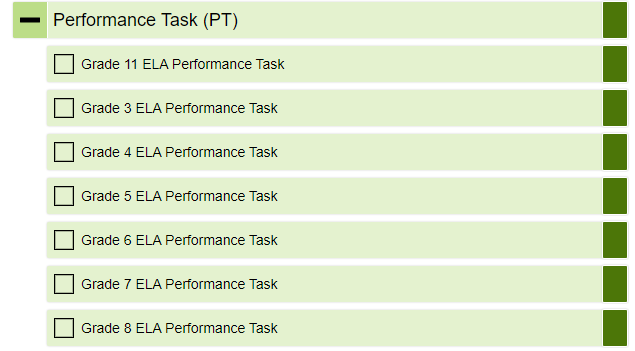 Performance Task (PT)
Grade 11 ELA Performance Task
Grade 3 ELA Performance Task
Grade 4 ELA Performance Task
Grade 5 ELA Performance Task
Grade 6 ELA Performance Task
Grade 7 ELA Performance Task
Grade 8 ELA Performance Task